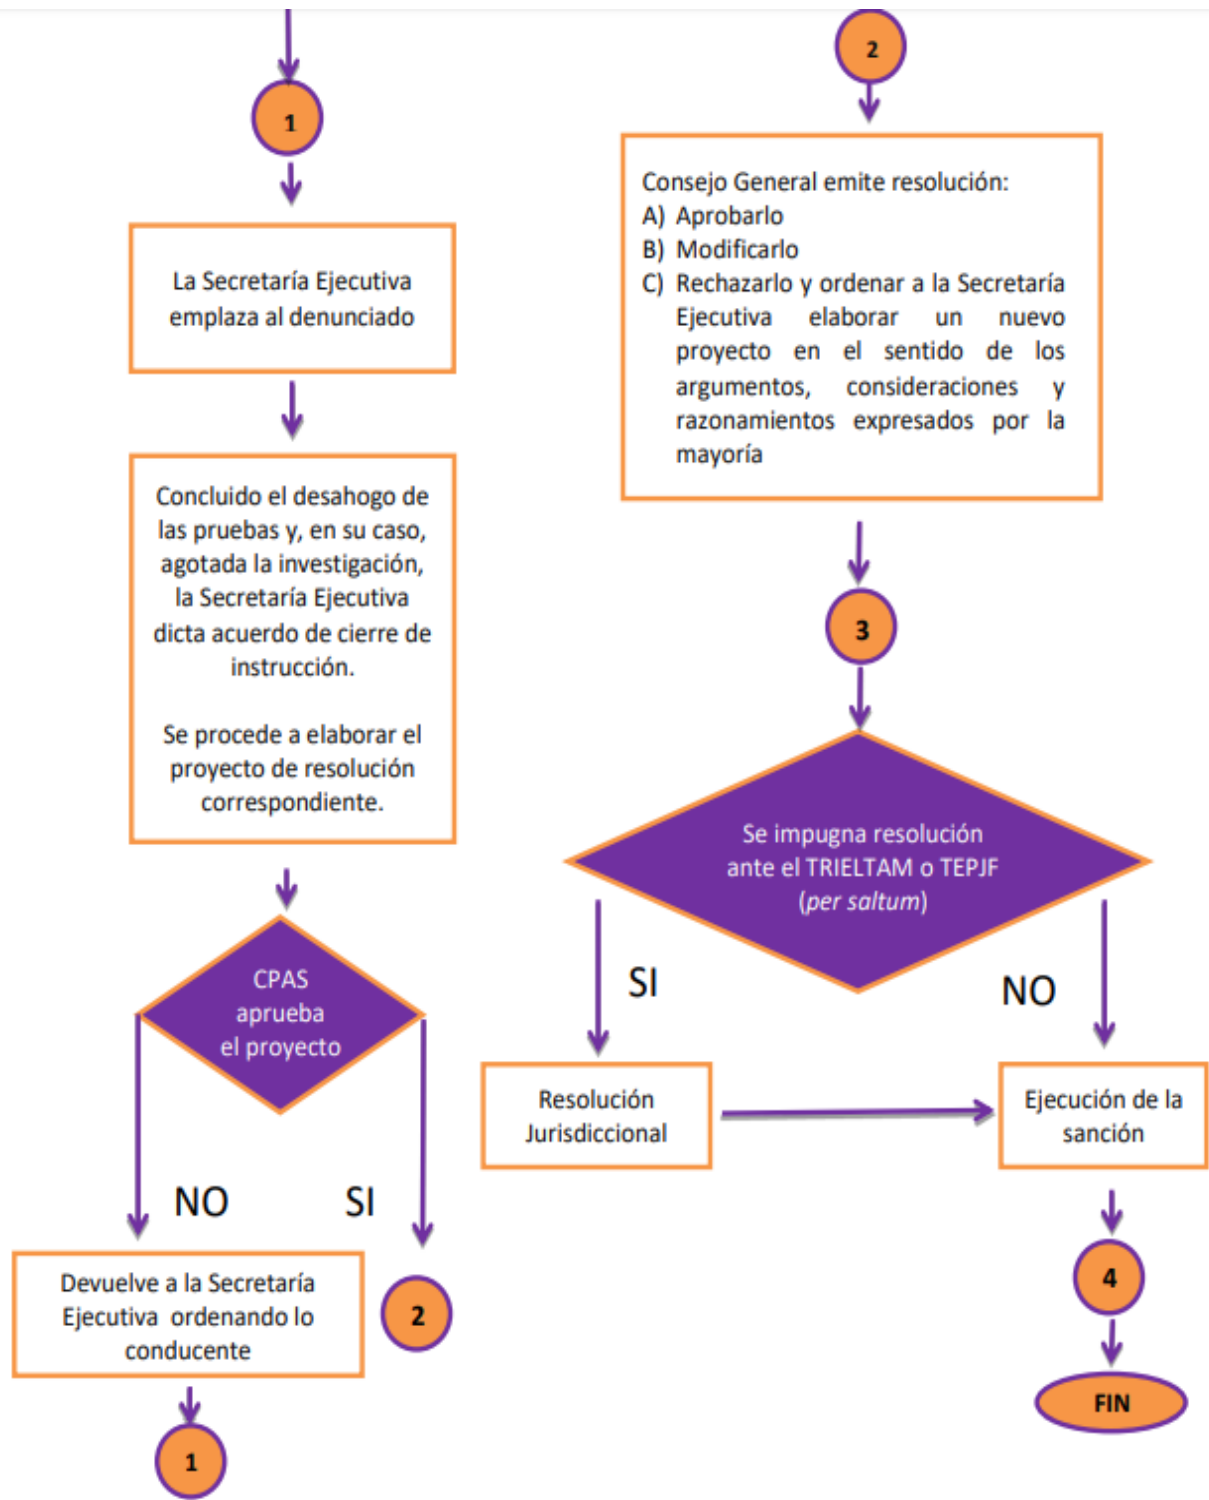 1
La Secretaría Ejecutiva
emplaza al denunciado
Concluido el desahogo de
las pruebas y, en su caso,
agotada la investigación,
la Secretaría Ejecutiva
dicta acuerdo de cierre de
instrucción.
Se procede a elaborar el
proyecto de resolución
correspondiente.
CPAS
aprueba
el proyecto
NO
SI
Devuelve a la Secretaría
Ejecutiva ordenando lo
conducente
2
1
2
Consejo General emite resolución:
A) Aprobarlo
B) Modificarlo
C) Rechazarlo y ordenar a la Secretaría
Ejecutiva elaborar un nuevo
proyecto en el sentido de los
argumentos, consideraciones y
razonamientos expresados por la
mayoría
3
Se impugna resolución
ante el TRIELTAM o TEPJF
(per saltum)
SI
NO
Resolución
Jurisdiccional
Ejecución de la
sanción
4
FIN